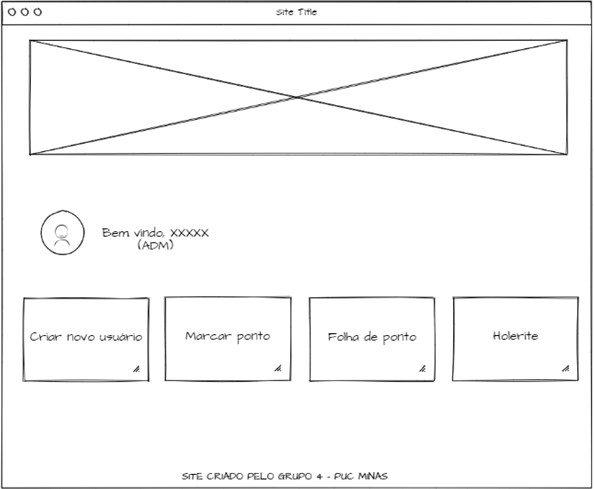 Site Title
Bem vindo, XXXXX
(ADM)
Criar novo usuário
Marcar ponto
Folha de ponto
Holerite
SITE CRIADO PELO GRUPO 4 - PUC MINAS